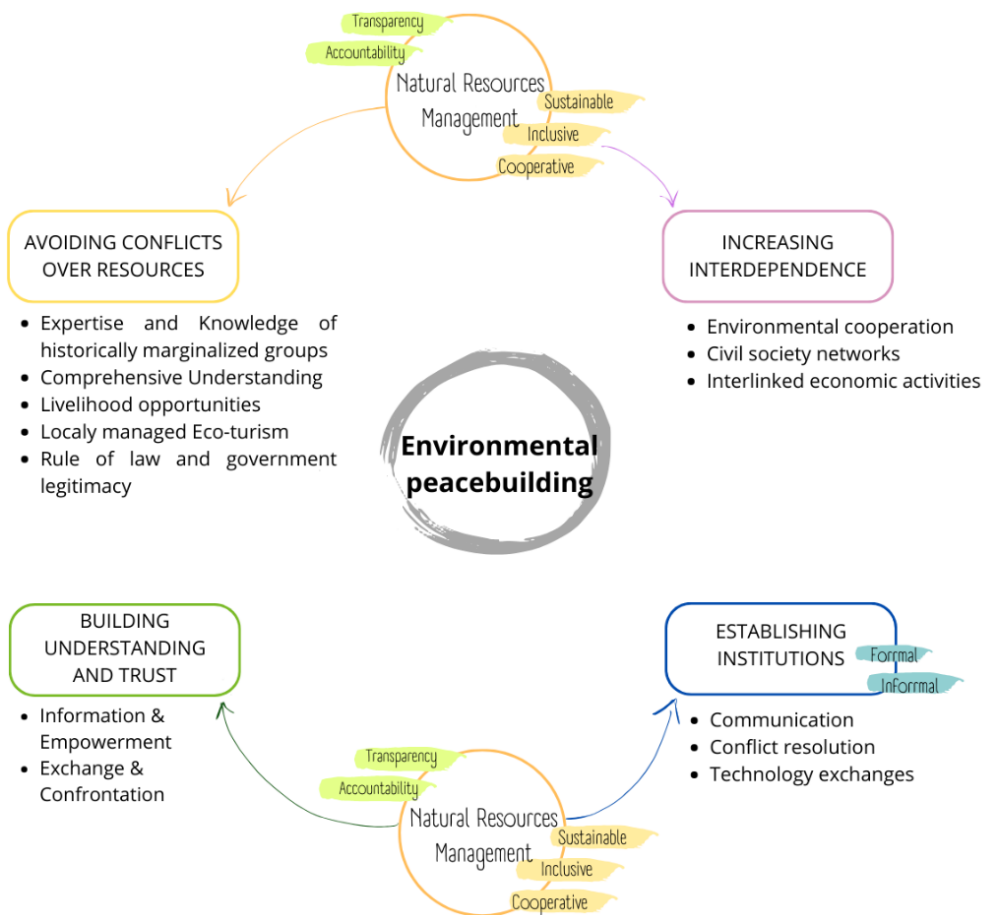 Transparency
Accountability
Natural Resources
Management
Sustainable
Inclusive
Cooperative
AVOIDING CONFLICTS
OVER RESOURCES
• Expertise and Knowledge of
historically marginalized groups
• Comprehensive Understanding
• Livelihood opportunities
• Localy managed Eco-turism
• Rule of law and government
legitimacy
INCREASING
INTERDEPENDENCE
• Environmental cooperation
• Civil society networks
• Interlinked economic activities
Environmental
peacebuilding
BUILDING
UNDERSTANDING
AND TRUST
• Information &
Empowerment
• Exchange &
Confrontation
ESTABLISHING
INSTITUTIONS
Forrmal
Inforrmal
• Communication
• Conflict resolution
• Technology exchanges
Transparency
Accountability
Natural Resources
Management
Sustainable
Inclusive
Cooperative